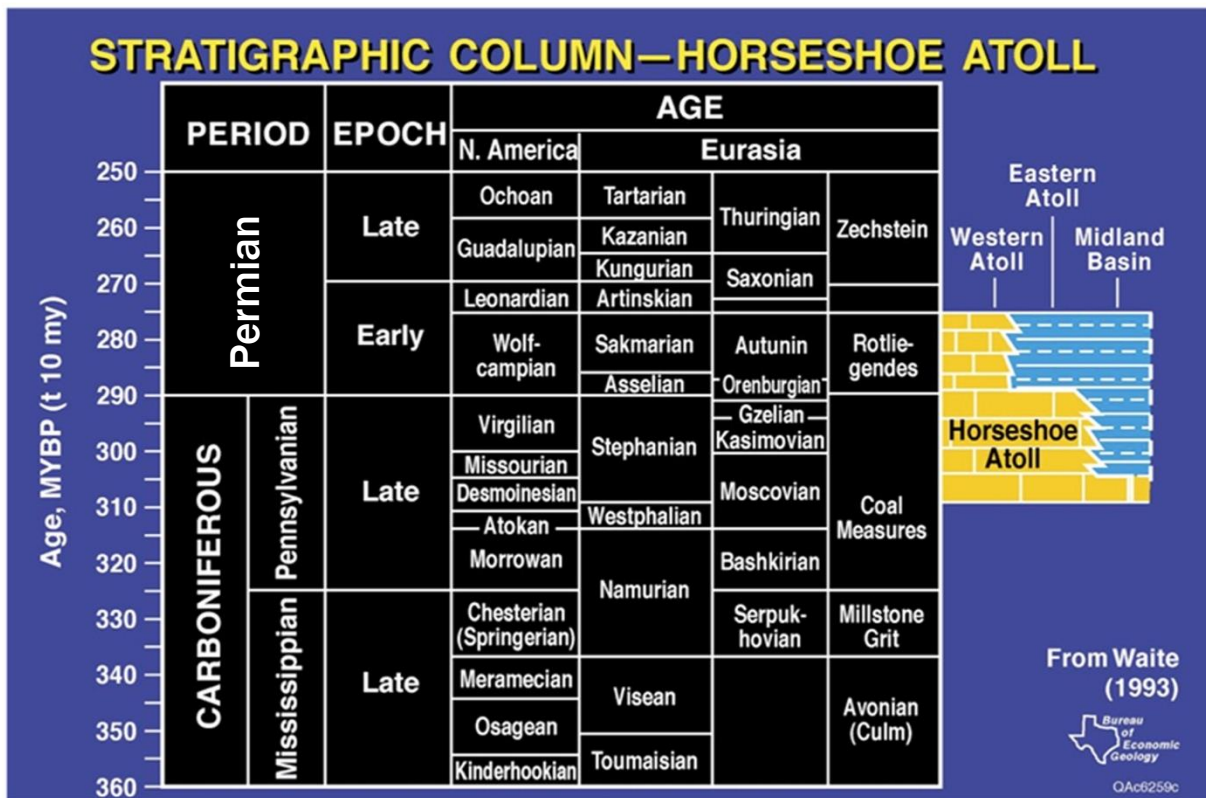 STRATIGRAPHIC COLUMN—HORSESHOE ATOLL
PERIOD
EPOCH
AGE
N. America
Eurasia
Age, MYBP (t 10 my)
250
260
270
280
290
300
310
320
330
340
350
360
Permian
CARBONIFEROUS
Pennsylvanian
Mississippian
Late
Early
Late
Late
Ochoan
Guadalupian
Leonardian
Wolf-
campian
Virgilian
Missourian
Desmoinesian
Atokan
Morrowan
Chesterian
(Springerian)
Meramecian
Osagean
Kinderhookian
Tartarian
Kazanian
Kungurian
Artinskian
Sakmarian
Asselian
Stephanian
Westphalian
Namurian
Visean
Toumaisian
Thuringian
Saxonian
Autunin
Orenburgian
Gzelian
Kasimovian
Moscovian
Bashkirian
Serpuk-
hovian
Zechstein
Rotlie-
gendes
Coal
Measures
Millstone
Grit
Avonian
(Culm)
Eastern
Atoll
Western
Atoll
Midland
Basin
Horseshoe
Atoll
From Waite
(1993)
Bureau
of
Economic
Geology
QAc6259c